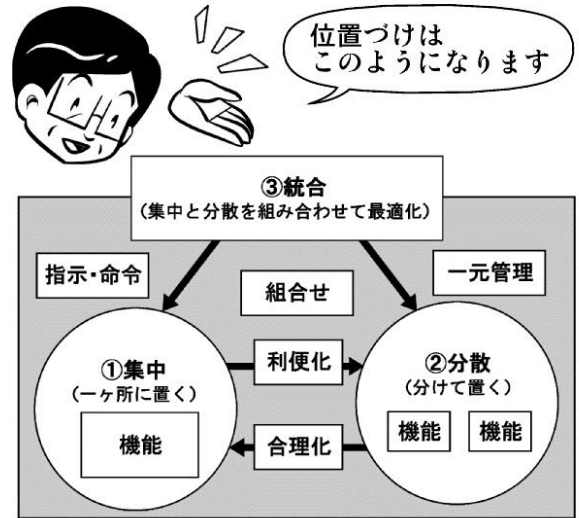 位置づけは
このようになります
③統合
(集中と分散を組み合わせて最適化)
指示・命令
組合せ
一元管理
①集中
(一ヶ所に置く)
機能
利便化
合理化
②分散
(分けて置く)
機能
機能